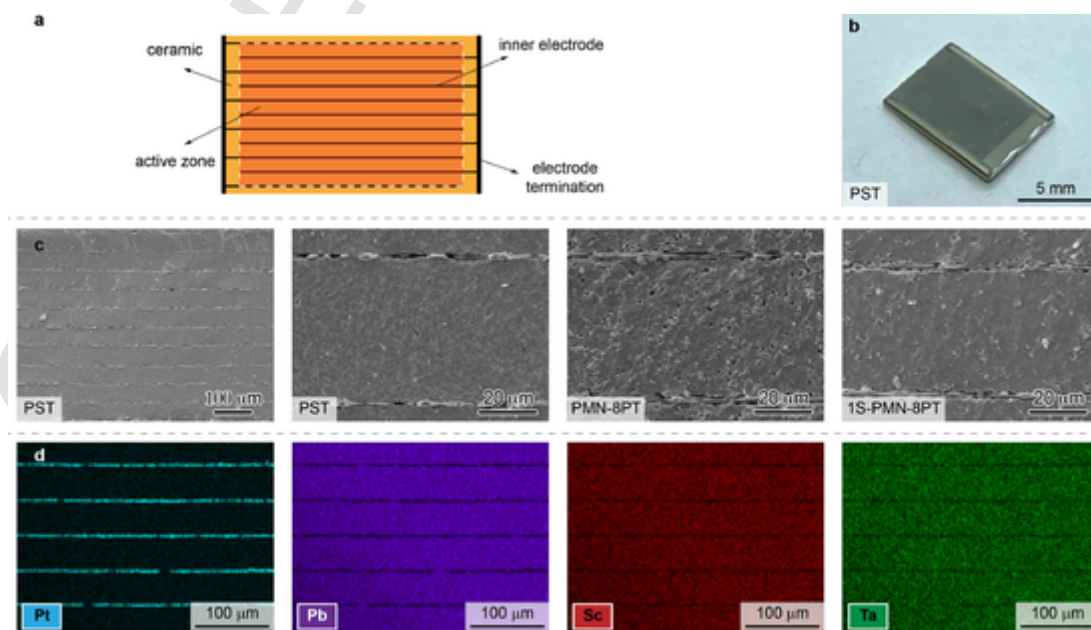 a
ceramic
inner electrode
active zone
electrode
termination
b
PST
5 mm
c
PST
100 μm
PST
20 μm
PMN-8PT
20 μm
1S-PMN-8PT
20 μm
d
Pt
100 μm
Pb
100 μm
Sc
100 μm
Ta
100 μm